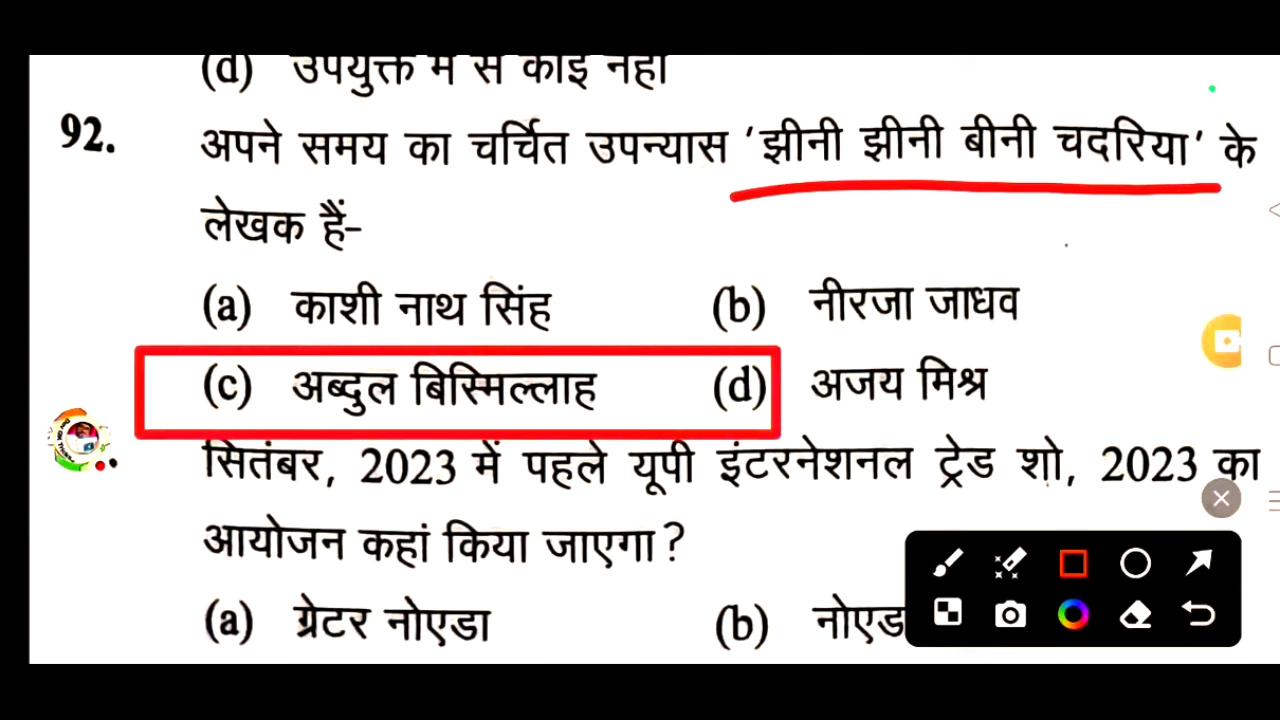 (d) उपर्युक्त में से कोई नहीं
92. अपने समय का चर्चित उपन्यास 'झीनी झीनी बीनी चदरिया' के
लेखक हैं-
(a) काशी नाथ सिंह (b) नीरजा जाधव
(c) अब्दुल बिस्मिल्लाह (d) अजय मिश्र
सितंबर, 2023 में पहले यूपी इंटरनेशनल ट्रेड शो, 2023 का
आयोजन कहां किया जाएगा?
(a) ग्रेटर नोएडा (b)